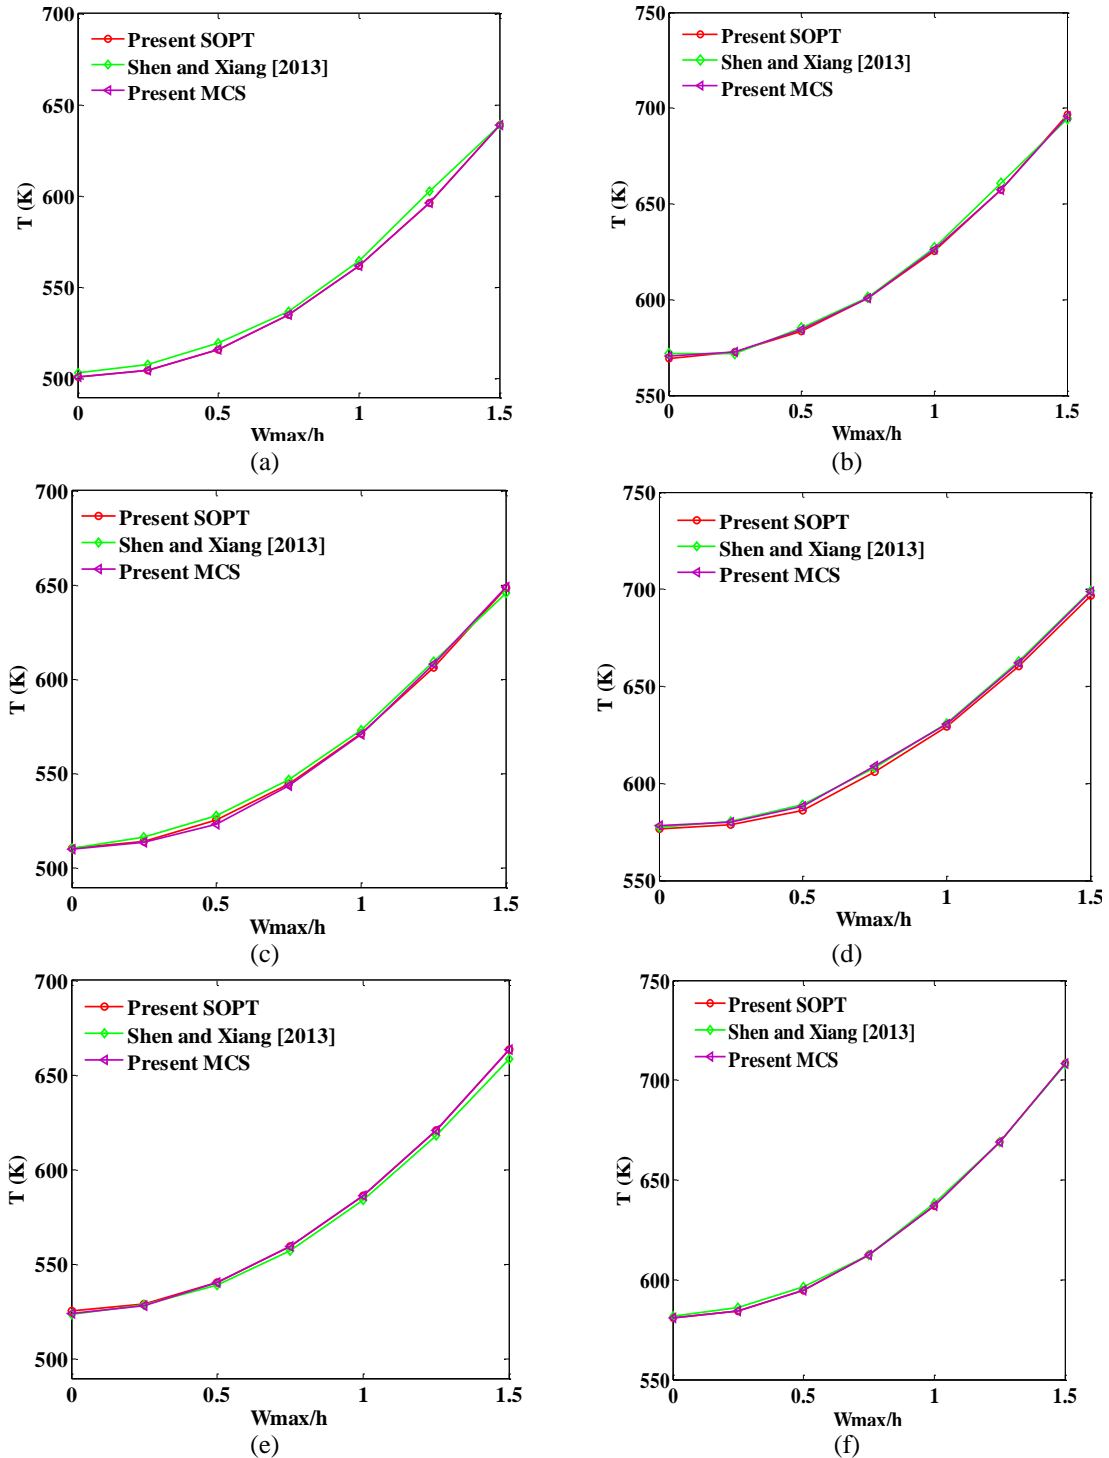 700
650
600
550
500
T (K)
Present SOPT
Shen and Xiang [2013]
Present MCS
0 0.5 1 1.5
Wmax/h
(a)
750
700
650
600
550
T (K)
Present SOPT
Shen and Xiang [2013]
Present MCS
0 0.5 1 1.5
Wmax/h
(b)
700
650
600
550
500
T (K)
Present SOPT
Shen and Xiang [2013]
Present MCS
0 0.5 1 1.5
Wmax/h
(c)
750
700
650
600
550
T (K)
Present SOPT
Shen and Xiang [2013]
Present MCS
0 0.5 1 1.5
Wmax/h
(d)
700
650
600
550
500
T (K)
Present SOPT
Shen and Xiang [2013]
Present MCS
0 0.5 1 1.5
Wmax/h
(e)
750
700
650
600
550
T (K)
Present SOPT
Shen and Xiang [2013]
Present MCS
0 0.5 1 1.5
Wmax/h
(f)